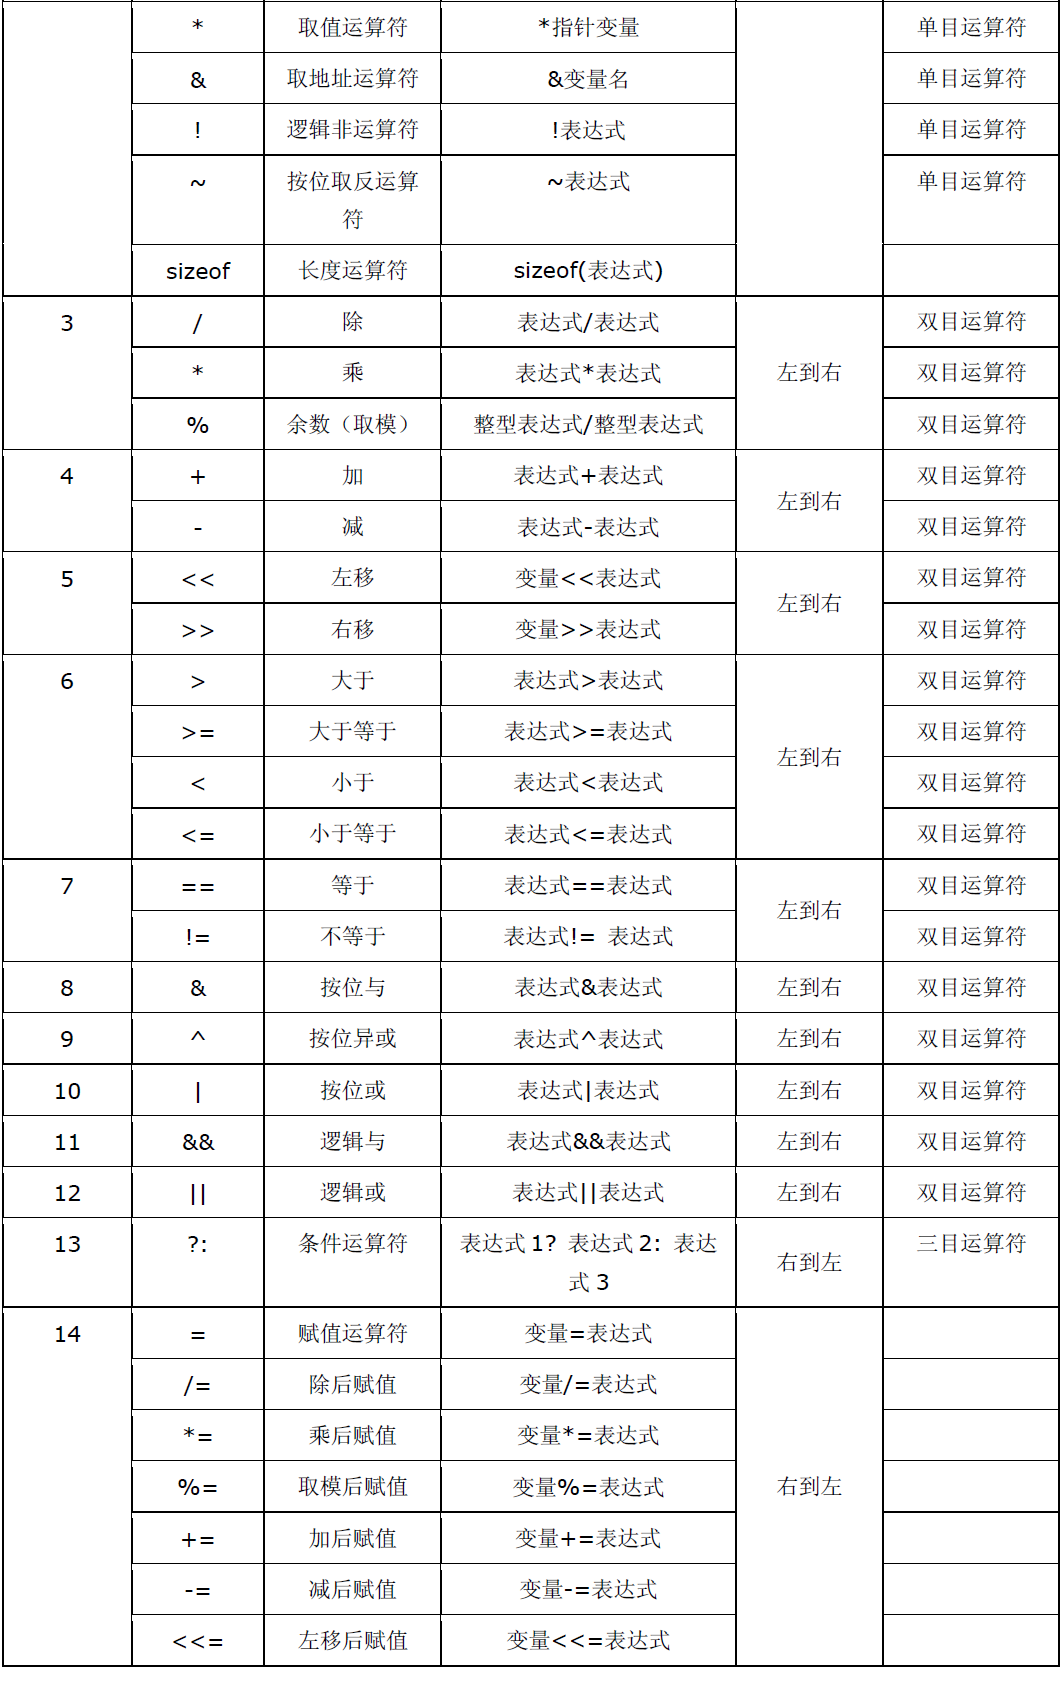 * 取值运算符 *指针变量 单目运算符
& 取地址运算符 &变量名 单目运算符
! 逻辑非运算符 !表达式 单目运算符
~ 按位取反运算 ~表达式 单目运算符
符
sizeof 长度运算符 sizeof(表达式)
3 / 除 表达式/表达式 双目运算符
* 乘 表达式*表达式 左到右 双目运算符
% 余数（取模） 整型表达式/整型表达式 双目运算符
4 + 加 表达式+表达式 左到右 双目运算符
- 减 表达式-表达式 双目运算符
5 << 左移 变量<<表达式 左到右 双目运算符
>> 右移 变量>>表达式 双目运算符
6 > 大于 表达式>表达式 左到右 双目运算符
>= 大于等于 表达式>=表达式 双目运算符
< 小于 表达式<表达式 双目运算符
<= 小于等于 表达式<=表达式 双目运算符
7 == 等于 表达式==表达式 左到右 双目运算符
!= 不等于 表达式!= 表达式 双目运算符
8 & 按位与 表达式&表达式 左到右 双目运算符
9 ^ 按位异或 表达式^表达式 左到右 双目运算符
10 | 按位或 表达式|表达式 左到右 双目运算符
11 && 逻辑与 表达式&&表达式 左到右 双目运算符
12 || 逻辑或 表达式||表达式 左到右 双目运算符
13 ?: 条件运算符 表达式1? 表达式2: 表达 右到左 三目运算符
式3
14 = 赋值运算符 变量=表达式
/= 除后赋值 变量/=表达式
*= 乘后赋值 变量*=表达式
%= 取模后赋值 变量%=表达式 右到左
+= 加后赋值 变量+=表达式
-= 减后赋值 变量-=表达式
<<= 左移后赋值 变量<<=表达式